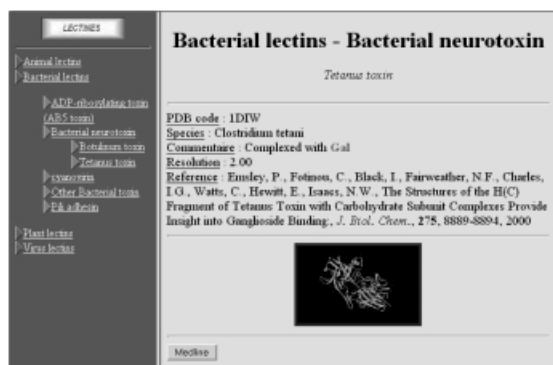 LECTINES
Animal lectins
Bacterial lectins
ADP-ribosylating toxin
(AB5 toxin)
Bacterial neurotoxin
Botulinum toxin
Tetanus toxin
cyanovirin
Other Bacterial toxin
Pili adhesin
Plant lectins
Virus lectins
Bacterial lectins - Bacterial neurotoxin
Tetanus toxin
PDB code : 1DIW
Species : Clostridium tetani
Commentaire : Complexed with Gal
Resolution : 2.00
Reference : Emsley, P., Fotinou, C., Black, I., Fairweather, N.F., Charles,
I.G., Watts, C., Hewitt, E., Isaacs, N.W., The Structures of the H(C)
Fragment of Tetanus Toxin with Carbohydrate Subunit Complexes Provide
Insight into Ganglioside Binding:, J. Biol. Chem., 275, 8889-8894, 2000
Medline